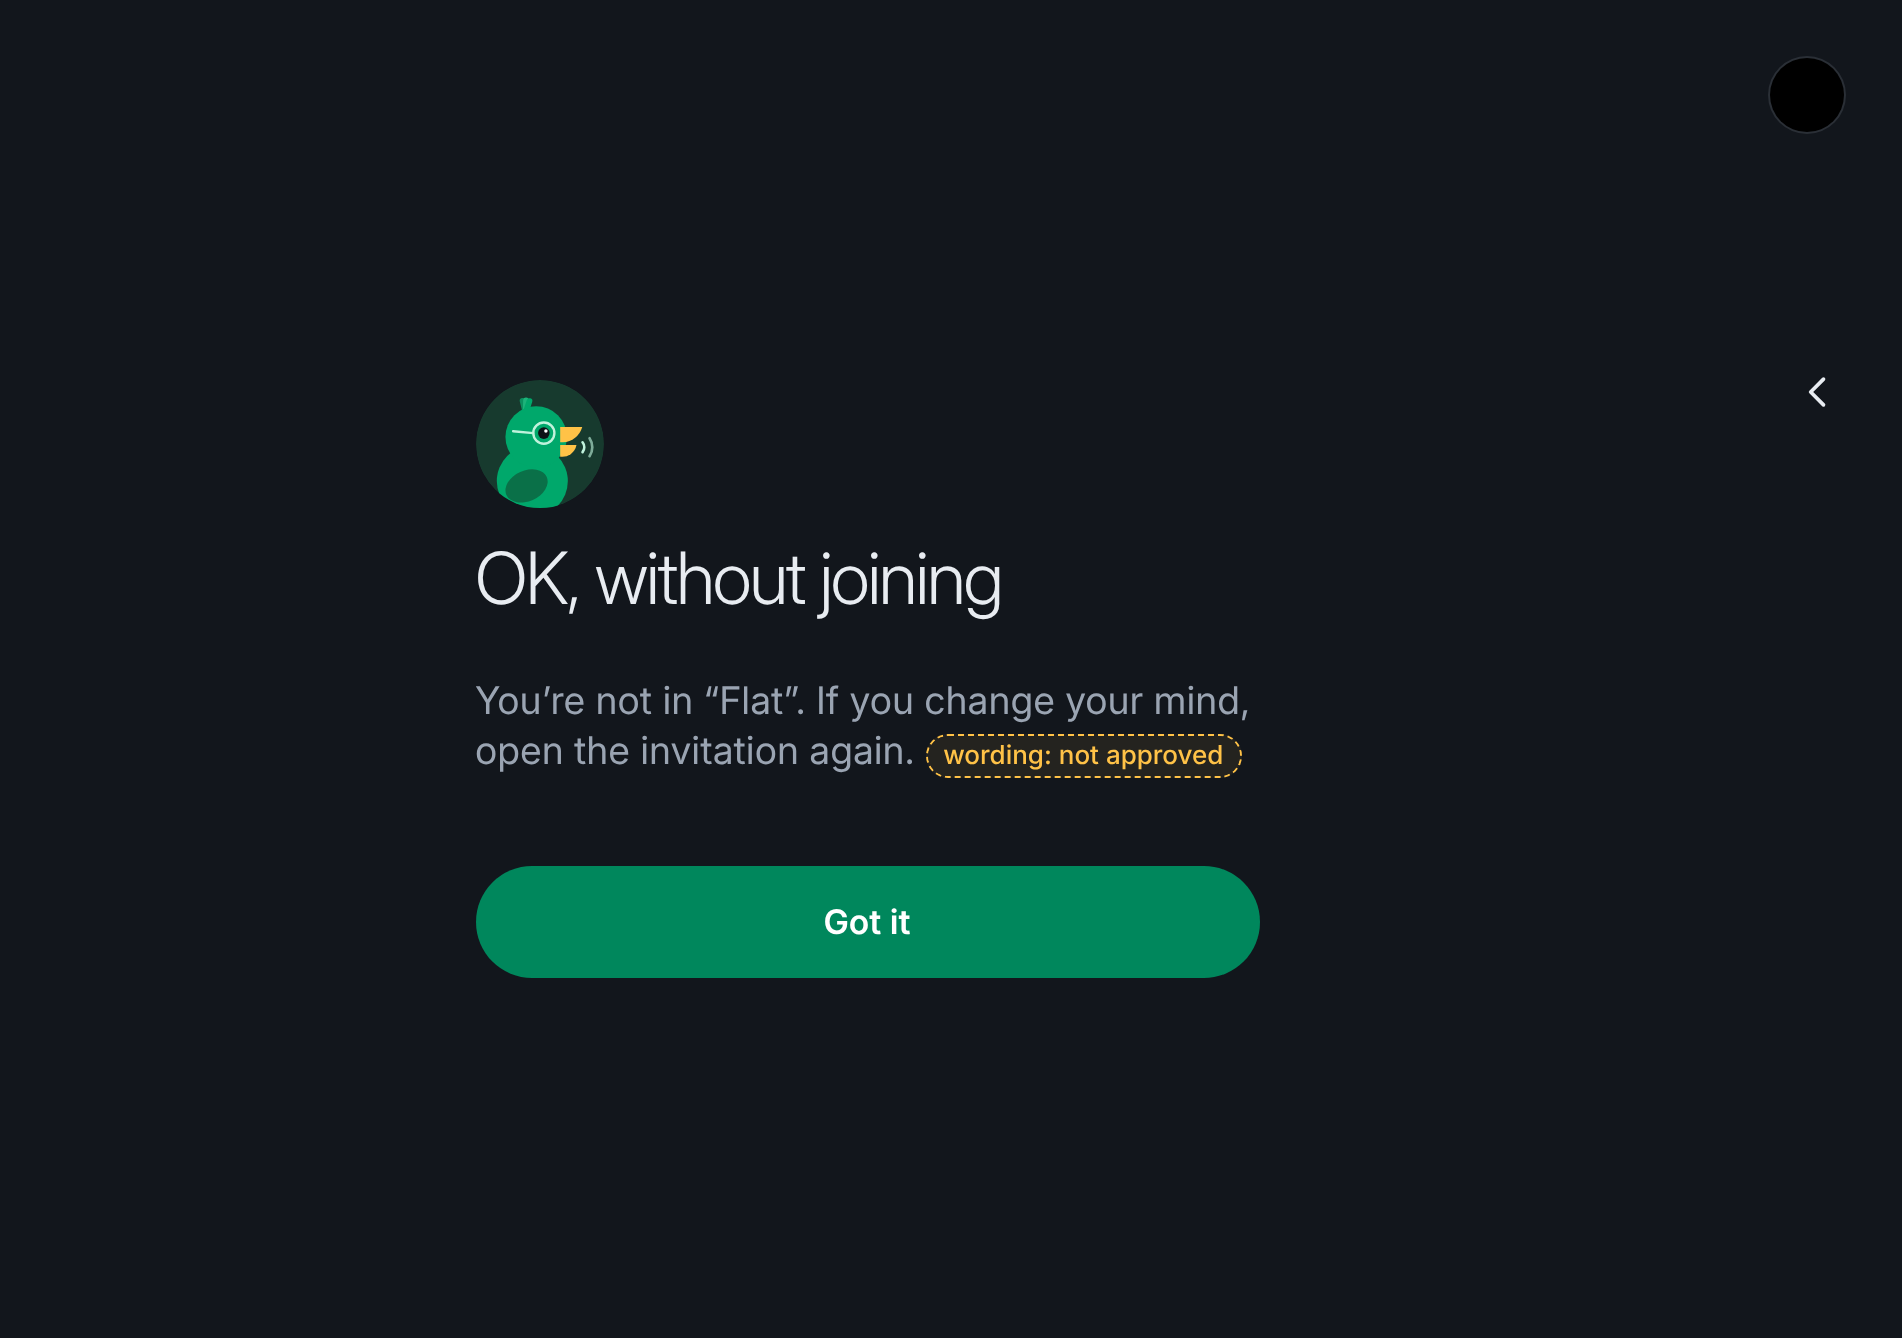 OK, without joining
You’re not in “Flat”. If you change your mind,
open the invitation again. wording: not approved
Got it